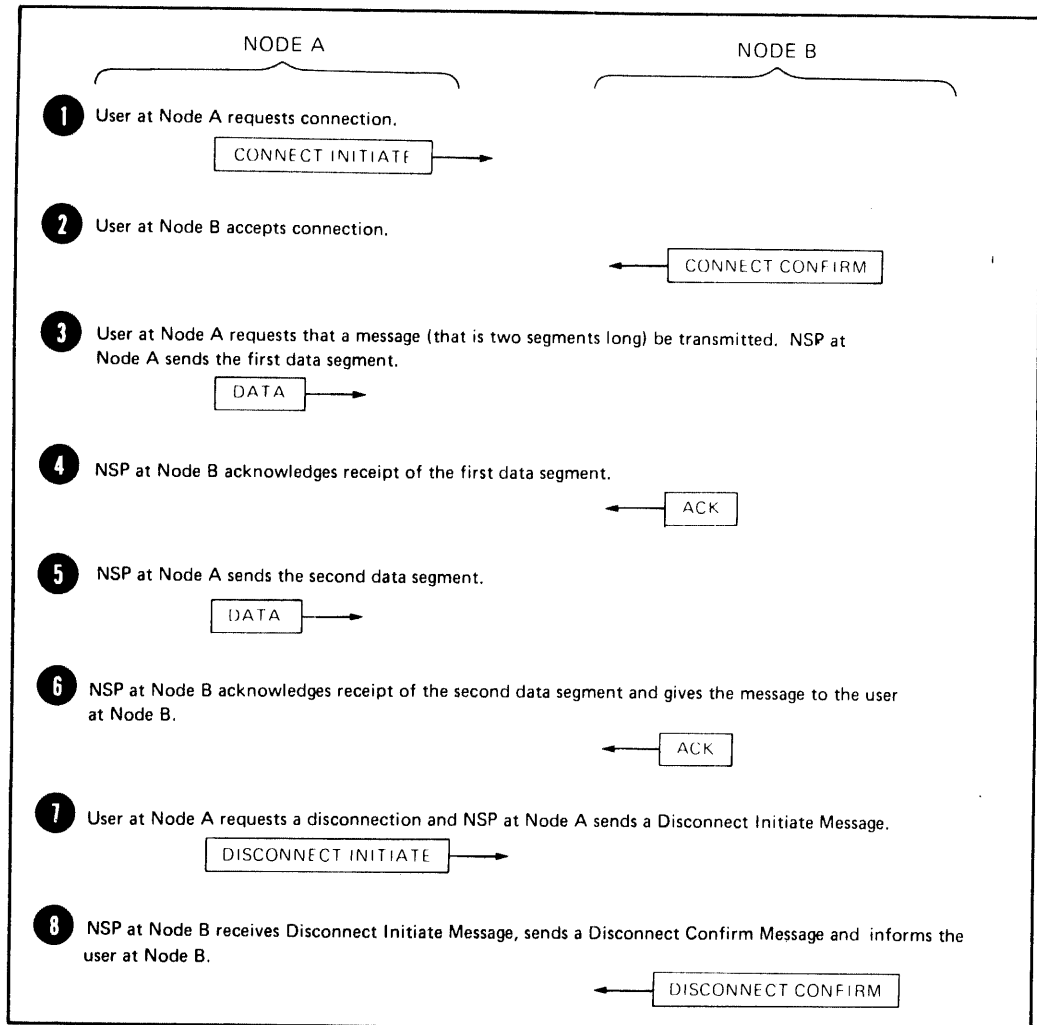 NODE A
NODE B
1 User at Node A requests connection.
CONNECT INITIATE
2 User at Node B accepts connection.
CONNECT CONFIRM
3 User at Node A requests that a message (that is two segments long) be transmitted. NSP at
Node A sends the first data segment.
DATA
4 NSP at Node B acknowledges receipt of the first data segment.
ACK
5 NSP at Node A sends the second data segment.
DATA
6 NSP at Node B acknowledges receipt of the second data segment and gives the message to the user
at Node B.
ACK
7 User at Node A requests a disconnection and NSP at Node A sends a Disconnect Initiate Message.
DISCONNECT INITIATE
8 NSP at Node B receives Disconnect Initiate Message, sends a Disconnect Confirm Message and informs the
user at Node B.
DISCONNECT CONFIRM